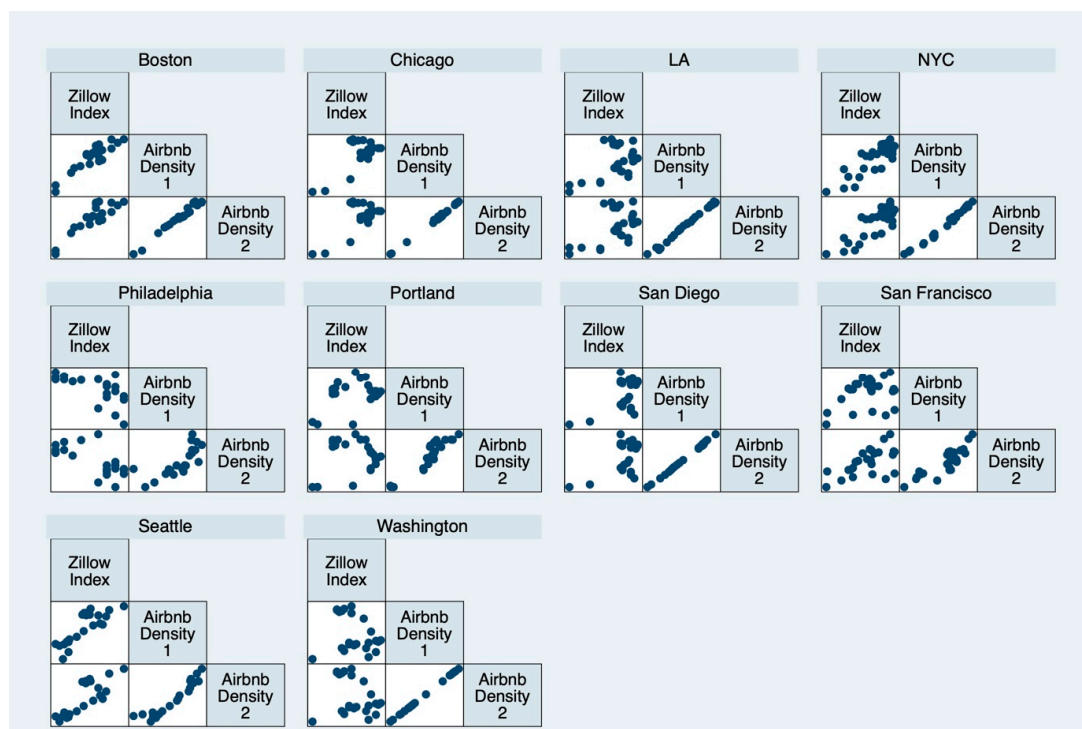 Boston
Zillow
Index
Airbnb
Density
1
Airbnb
Density
2
Chicago
Zillow
Index
Airbnb
Density
1
Airbnb
Density
2
LA
Zillow
Index
Airbnb
Density
1
Airbnb
Density
2
NYC
Zillow
Index
Airbnb
Density
1
Airbnb
Density
2
Philadelphia
Zillow
Index
Airbnb
Density
1
Airbnb
Density
2
Portland
Zillow
Index
Airbnb
Density
1
Airbnb
Density
2
San Diego
Zillow
Index
Airbnb
Density
1
Airbnb
Density
2
San Francisco
Zillow
Index
Airbnb
Density
1
Airbnb
Density
2
Seattle
Zillow
Index
Airbnb
Density
1
Airbnb
Density
2
Washington
Zillow
Index
Airbnb
Density
1
Airbnb
Density
2